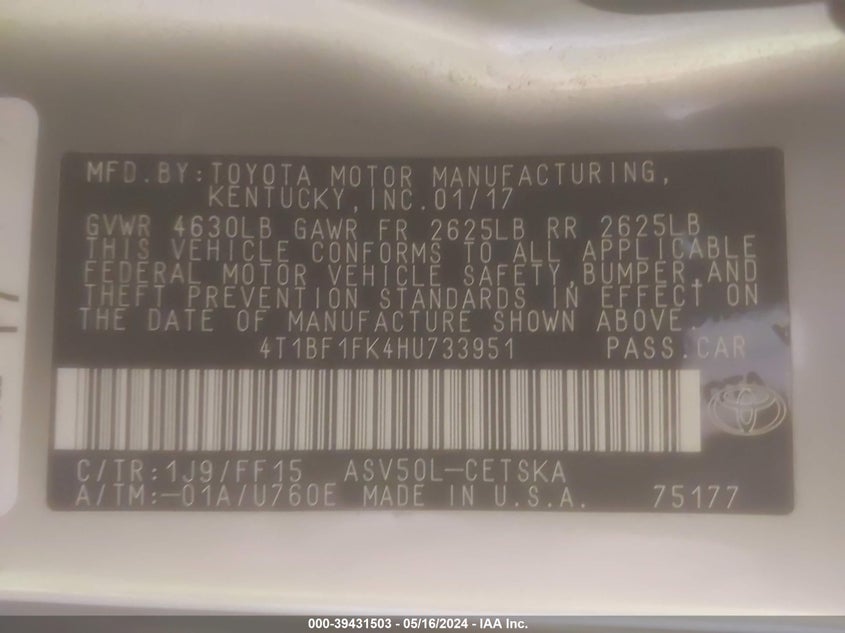 MFD.BY:TOYOTA MOTOR MANUFACTURING,
KENTUCKY,INC.01/17
GVWR 4630LB GAWR FR 2625LB RR 2625LB
THIS VEHICLE CONFORMS TO ALL APPLICABLE
FEDERAL MOTOR VEHICLE SAFETY,BUMPER,AND
THEFT PREVENTION STANDARDS IN EFFECT ON
THE DATE OF MANUFACTURE SHOWN ABOVE.
4T1BF1FK4HU733951 PASS.CAR
C/TR:1J9/FF15 ASV50L-CETSKA
A/TM:-01A/U760E MADE IN U.S.A. 75177
000-39431503 - 05/16/2024 - IAA Inc.